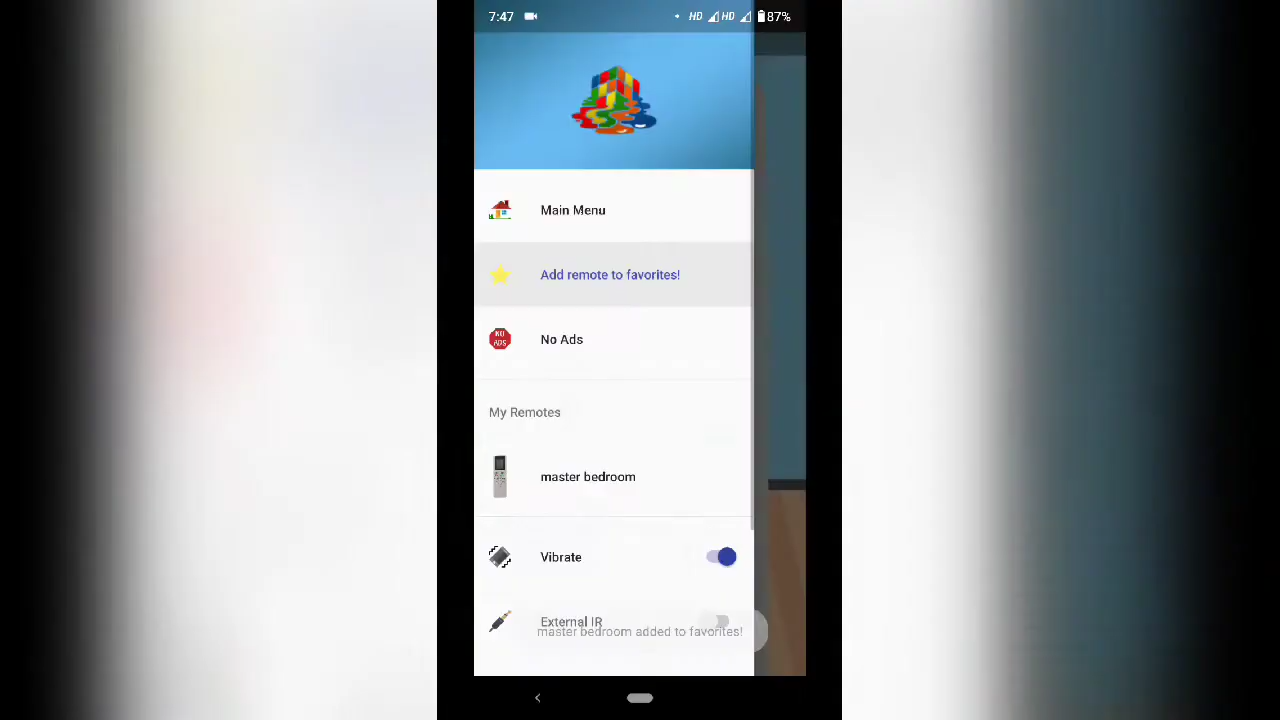 7:47 HD HD 87%
Main Menu
Add remote to favorites!
NO ADS
No Ads
My Remotes
master bedroom
Vibrate
External IR
master bedroom added to favorites!